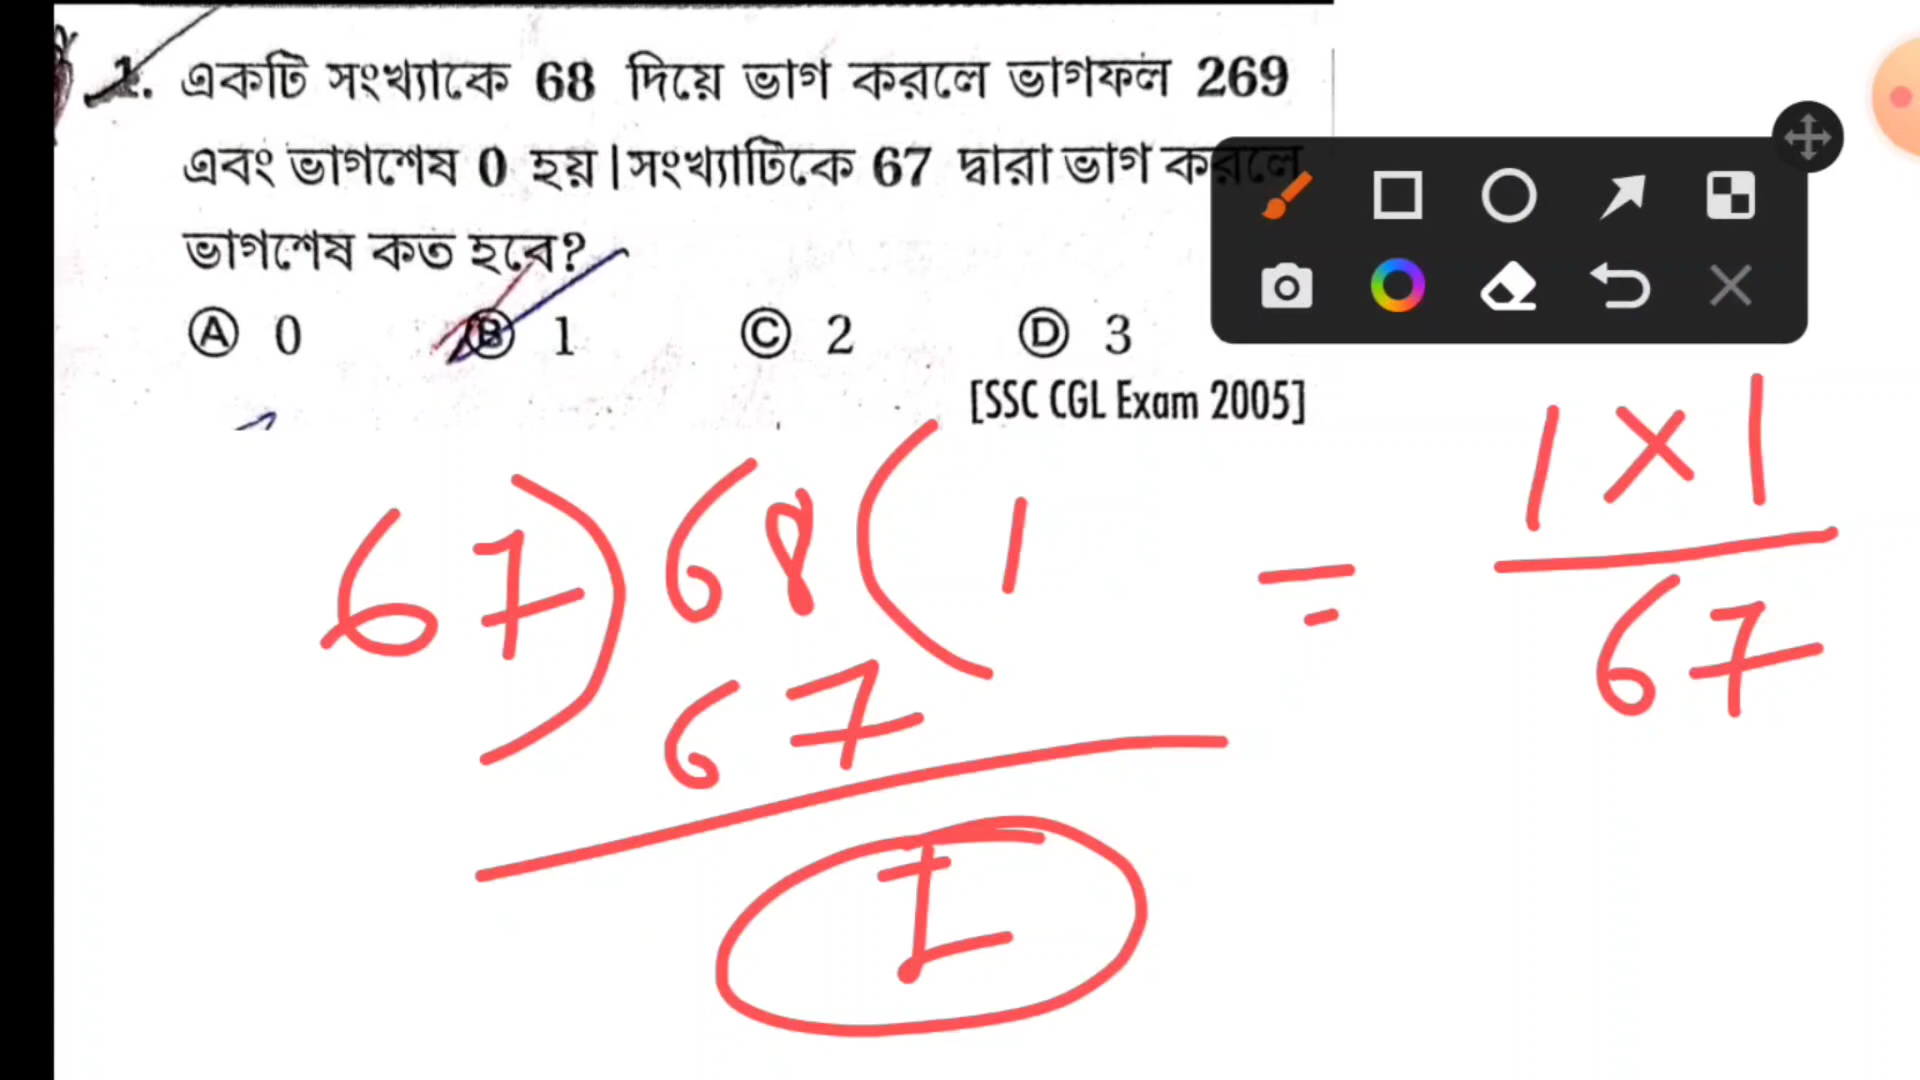 1. একটি সংখ্যাকে 68 দিয়ে ভাগ করলে ভাগফল 269
এবং ভাগশেষ 0 হয়। সংখ্যাটিকে 67 দ্বারা ভাগ করলে
ভাগশেষ কত হবে?
Ⓐ 0 Ⓑ 1 Ⓒ 2 Ⓓ 3
[SSC CGL Exam 2005]
67)68(1 = 1×1
67 67
1